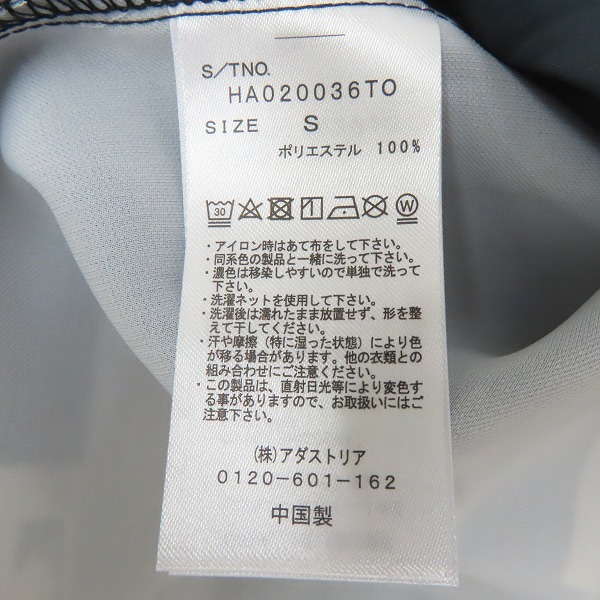 S/TNO.
HA020036TO
SIZE S
ポリエステル 100%
30 W
・アイロン時はあて布をして下さい。
・同系色の製品と一緒に洗って下さい。
・濃色は移染しやすいので単独で洗って
下さい。
・洗濯ネットを使用して下さい。
・洗濯後は濡れたまま放置せず、形を整
えて干してください。
・汗や摩擦（特に湿った状態）により色
が移る場合があります。他の衣類との
組み合わせにご注意ください。
・この製品は、直射日光等により変色す
る事がありますので、お取扱いにはご
注意下さい。
(株)アダストリア
0120-601-162
中国製